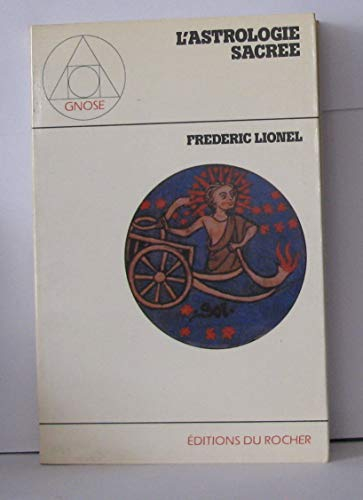 L'ASTROLOGIE
SACREE
GNOSE
FREDERIC LIONEL
·SOL·
ÉDITIONS DU ROCHER